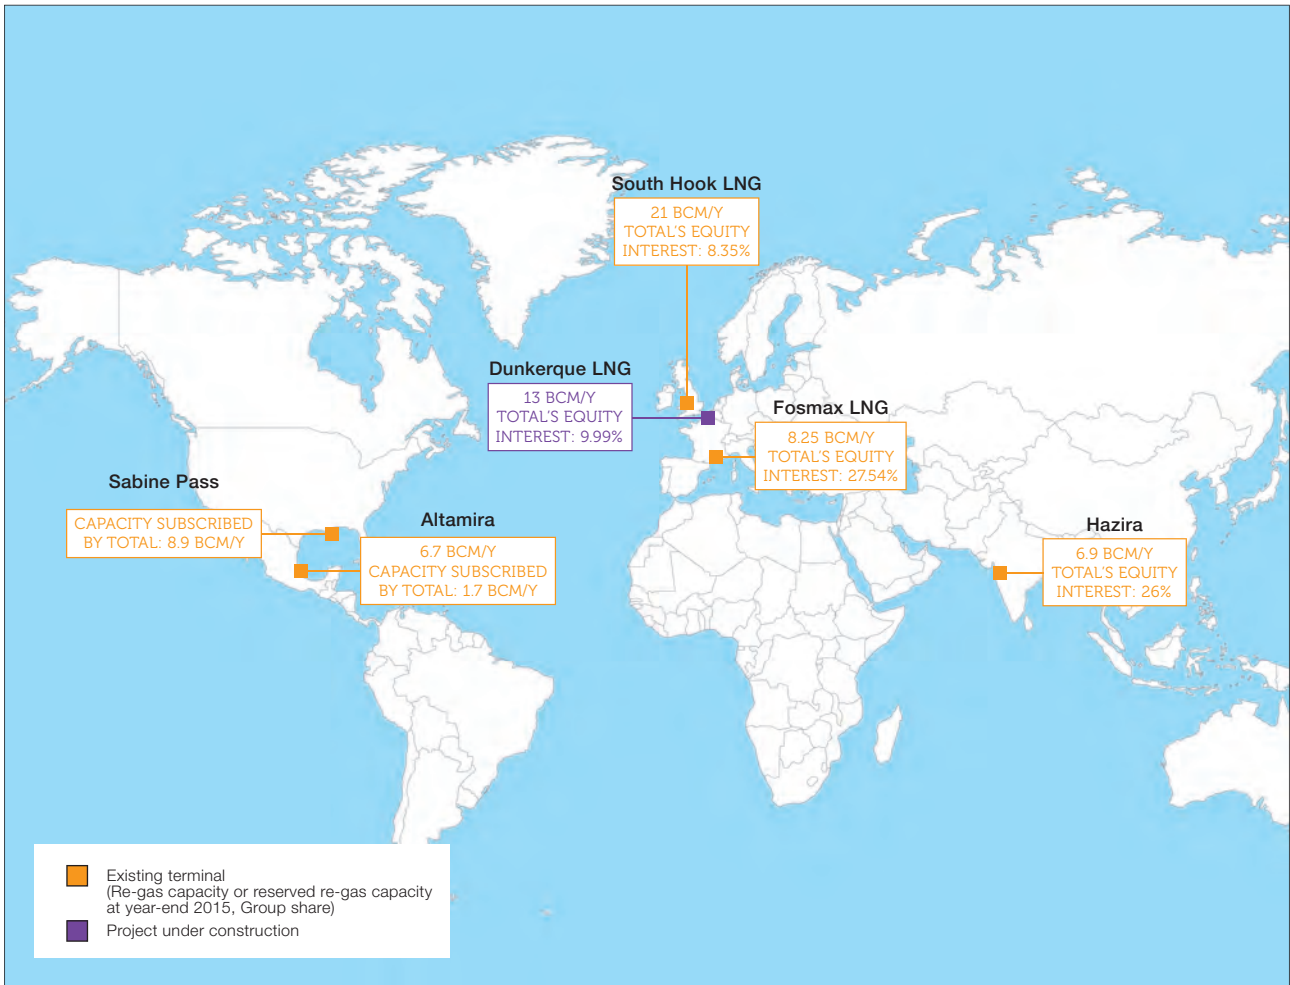 South Hook LNG
21 BCM/Y
TOTAL'S EQUITY
INTEREST: 8.35%
Dunkerque LNG
13 BCM/Y
TOTAL'S EQUITY
INTEREST: 9.99%
Fosmax LNG
8.25 BCM/Y
TOTAL'S EQUITY
INTEREST: 27.54%
Sabine Pass
CAPACITY SUBSCRIBED
BY TOTAL: 8.9 BCM/Y
Altamira
6.7 BCM/Y
CAPACITY SUBSCRIBED
BY TOTAL: 1.7 BCM/Y
Hazira
6.9 BCM/Y
TOTAL'S EQUITY
INTEREST: 26%
Existing terminal
(Re-gas capacity or reserved re-gas capacity
at year-end 2015, Group share)
Project under construction